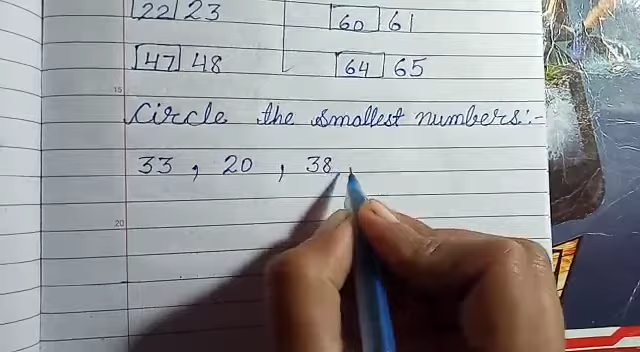 22 23 60 61
47 48 64 65
15
Circle the smallest numbers:-
33 , 20 , 38
20